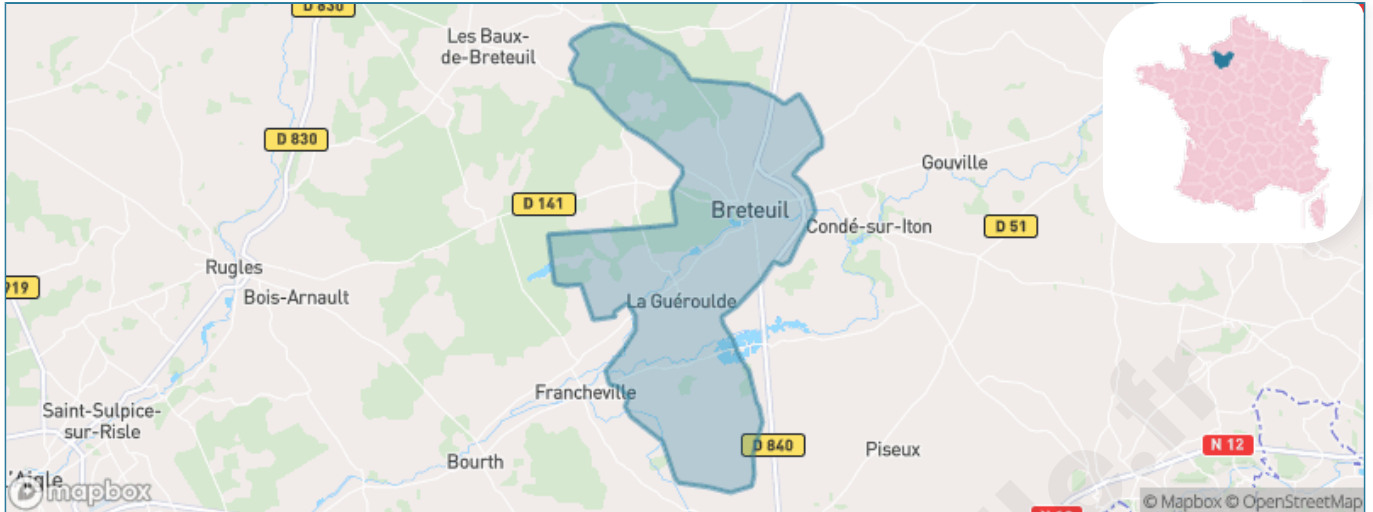 D 830
Les Baux-
de-Breteuil
D 830
Gouville
D 141
Breteuil
Condé-sur-Iton
D 51
Rugles
919
Bois-Arnault
La Guéroulde
Francheville
Saint-Sulpice-
sur-Risle
D 840
Piseux
N 12
Bourth
L'Aigle
mapbox
© Mapbox © OpenStreetMap